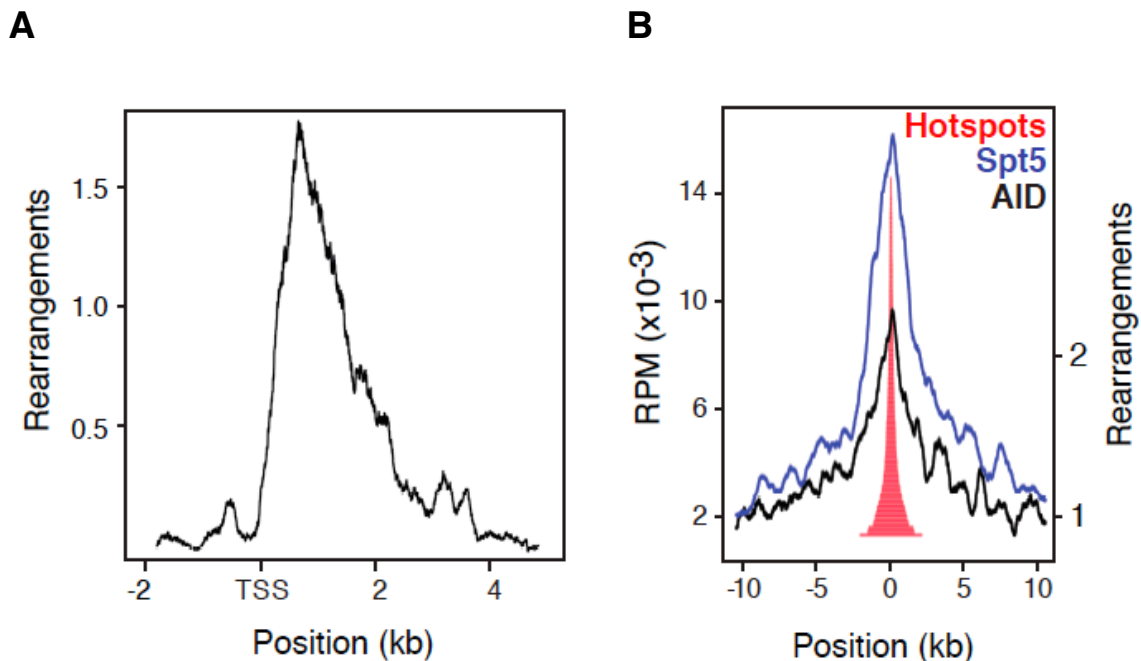 A
Rearrangements
1.5
1.0
0.5
-2
TSS
2
4
Position (kb)
B
Hotspots
Spt5
AID
RPM (x10-3)
14
10
6
2
2
1
Rearrangements
-10
-5
0
5
10
Position (kb)